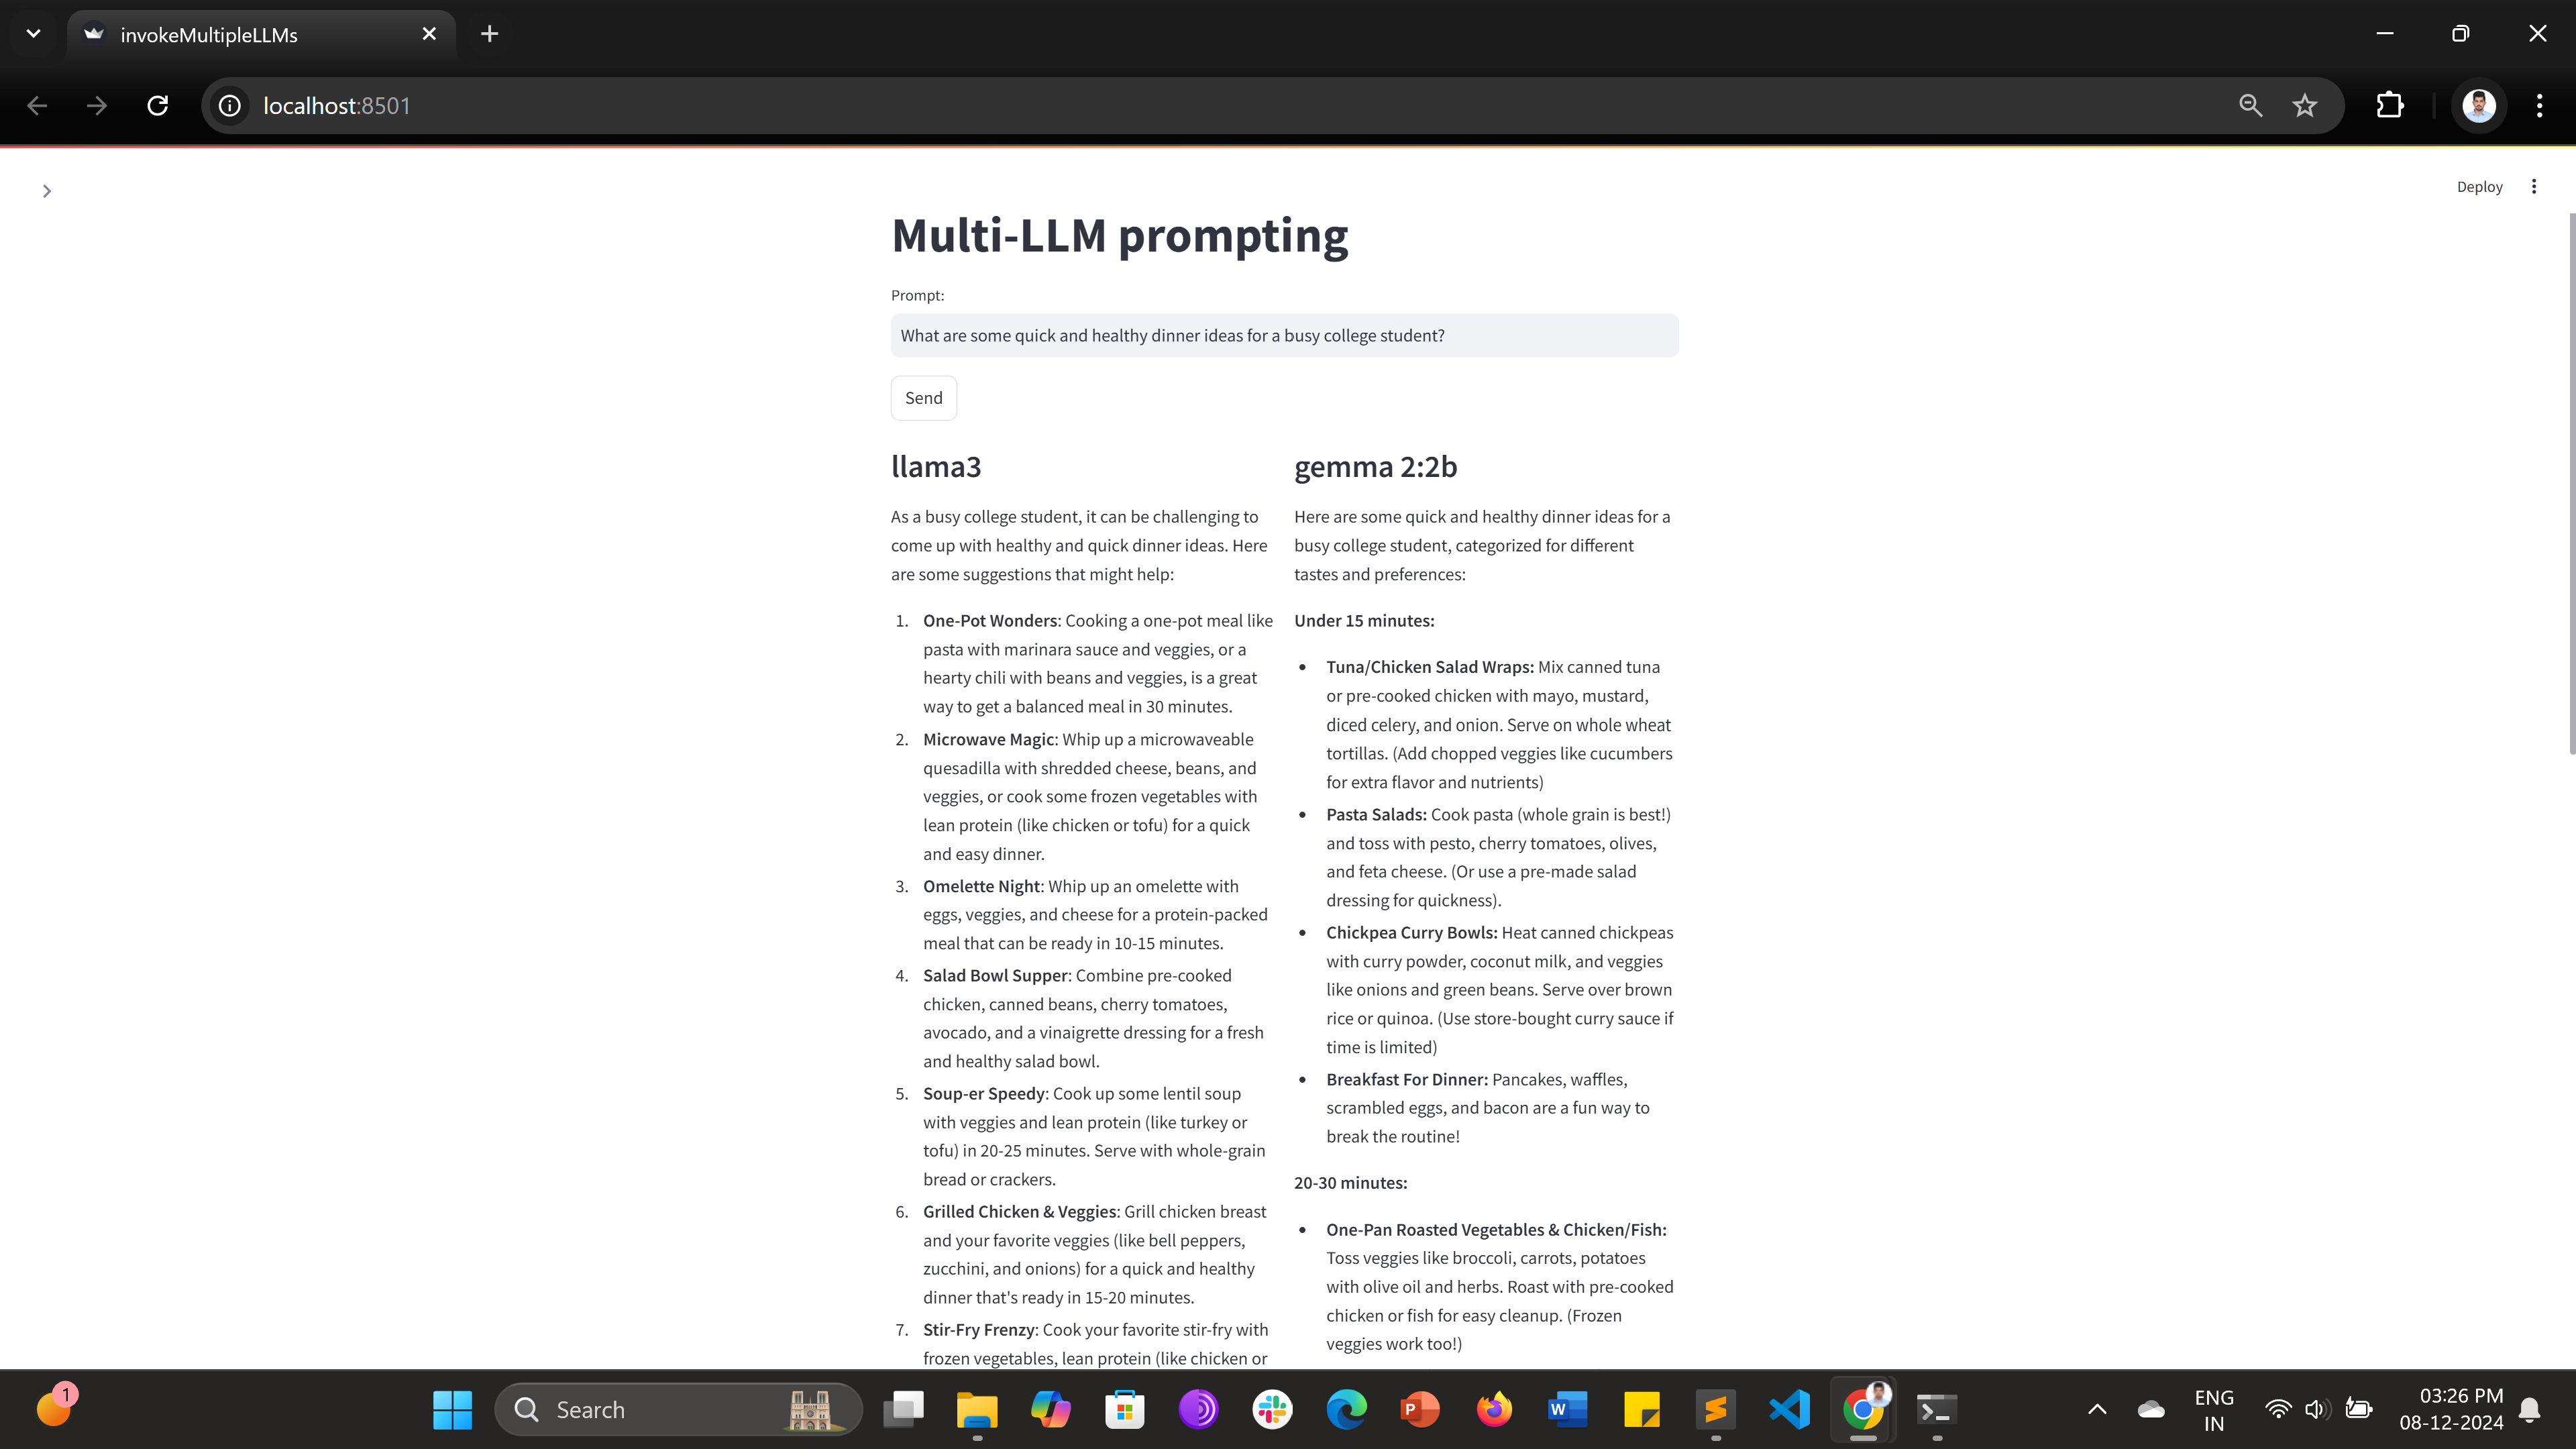 invokeMultipleLLMs
localhost:8501
Deploy
Multi-LLM prompting
Prompt:
What are some quick and healthy dinner ideas for a busy college student?
Send
llama3
As a busy college student, it can be challenging to
come up with healthy and quick dinner ideas. Here
are some suggestions that might help:
1. One-Pot Wonders: Cooking a one-pot meal like
pasta with marinara sauce and veggies, or a
hearty chili with beans and veggies, is a great
way to get a balanced meal in 30 minutes.
2. Microwave Magic: Whip up a microwaveable
quesadilla with shredded cheese, beans, and
veggies, or cook some frozen vegetables with
lean protein (like chicken or tofu) for a quick
and easy dinner.
3. Omelette Night: Whip up an omelette with
eggs, veggies, and cheese for a protein-packed
meal that can be ready in 10-15 minutes.
4. Salad Bowl Supper: Combine pre-cooked
chicken, canned beans, cherry tomatoes,
avocado, and a vinaigrette dressing for a fresh
and healthy salad bowl.
5. Soup-er Speedy: Cook up some lentil soup
with veggies and lean protein (like turkey or
tofu) in 20-25 minutes. Serve with whole-grain
bread or crackers.
6. Grilled Chicken & Veggies: Grill chicken breast
and your favorite veggies (like bell peppers,
zucchini, and onions) for a quick and healthy
dinner that's ready in 15-20 minutes.
7. Stir-Fry Frenzy: Cook your favorite stir-fry with
frozen vegetables, lean protein (like chicken or
gemma 2:2b
Here are some quick and healthy dinner ideas for a
busy college student, categorized for different
tastes and preferences:
Under 15 minutes:
• Tuna/Chicken Salad Wraps: Mix canned tuna
or pre-cooked chicken with mayo, mustard,
diced celery, and onion. Serve on whole wheat
tortillas. (Add chopped veggies like cucumbers
for extra flavor and nutrients)
• Pasta Salads: Cook pasta (whole grain is best!)
and toss with pesto, cherry tomatoes, olives,
and feta cheese. (Or use a pre-made salad
dressing for quickness).
• Chickpea Curry Bowls: Heat canned chickpeas
with curry powder, coconut milk, and veggies
like onions and green beans. Serve over brown
rice or quinoa. (Use store-bought curry sauce if
time is limited)
• Breakfast For Dinner: Pancakes, waffles,
scrambled eggs, and bacon are a fun way to
break the routine!
20-30 minutes:
• One-Pan Roasted Vegetables & Chicken/Fish:
Toss veggies like broccoli, carrots, potatoes
with olive oil and herbs. Roast with pre-cooked
chicken or fish for easy cleanup. (Frozen
veggies work too!)
1
Search
P
W
ENG
IN
03:26 PM
08-12-2024